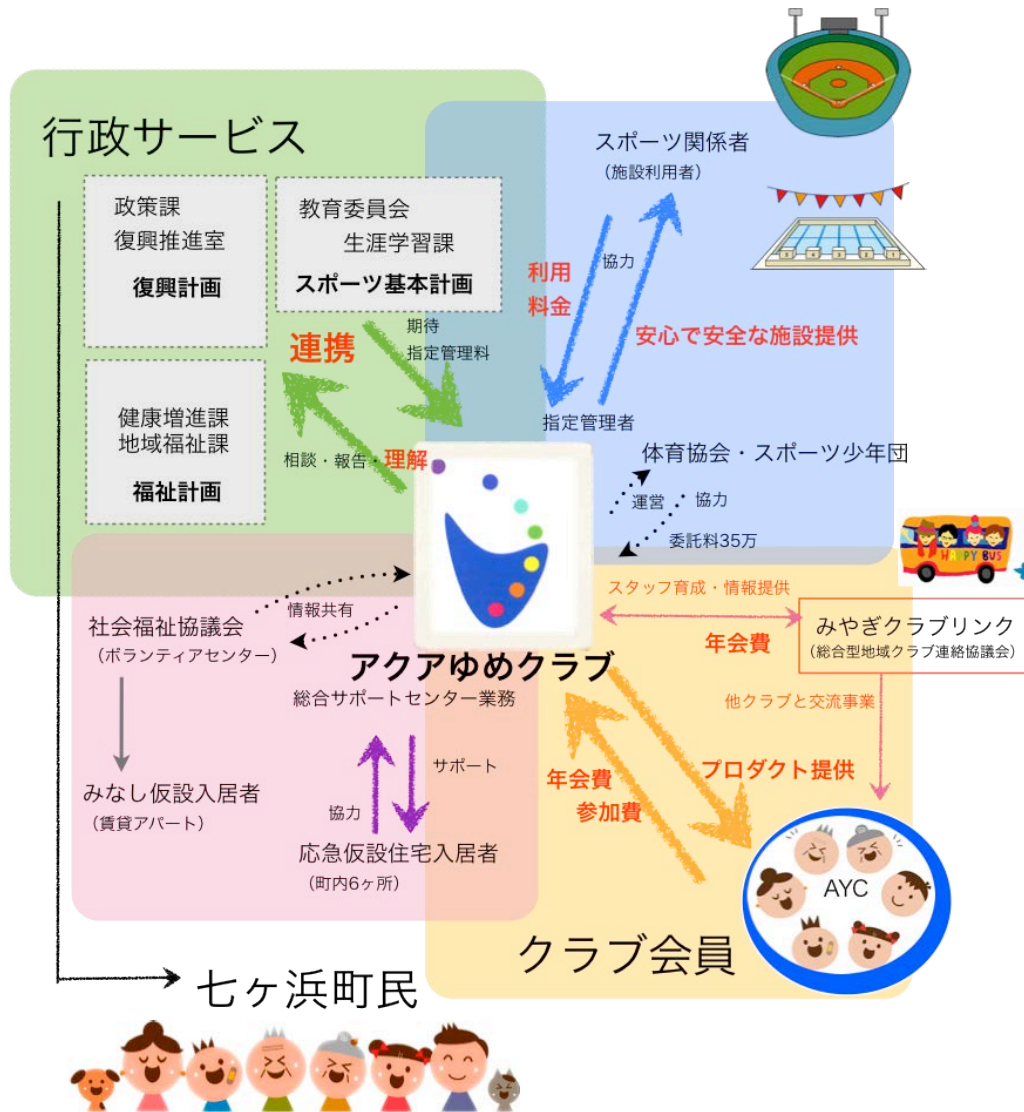 行政サービス
政策課
復興推進室
復興計画
教育委員会
生涯学習課
スポーツ基本計画
健康増進課
地域福祉課
福祉計画
連携
期待
指定管理料
相談・報告・理解
スポーツ関係者
（施設利用者）
利用
料金
協力
安心で安全な施設提供
指定管理者
体育協会・スポーツ少年団
運営
協力
委託料35万
HAPPY BUS
スタッフ育成・情報提供
年会費
みやぎクラブリンク
（総合型地域クラブ連絡協議会）
他クラブと交流事業
情報共有
社会福祉協議会
（ボランティアセンター）
みなし仮設入居者
（賃貸アパート）
アクアゆめクラブ
総合サポートセンター業務
サポート
協力
応急仮設住宅入居者
（町内6ヶ所）
年会費
参加費
プロダクト提供
AYC
クラブ会員
七ヶ浜町民